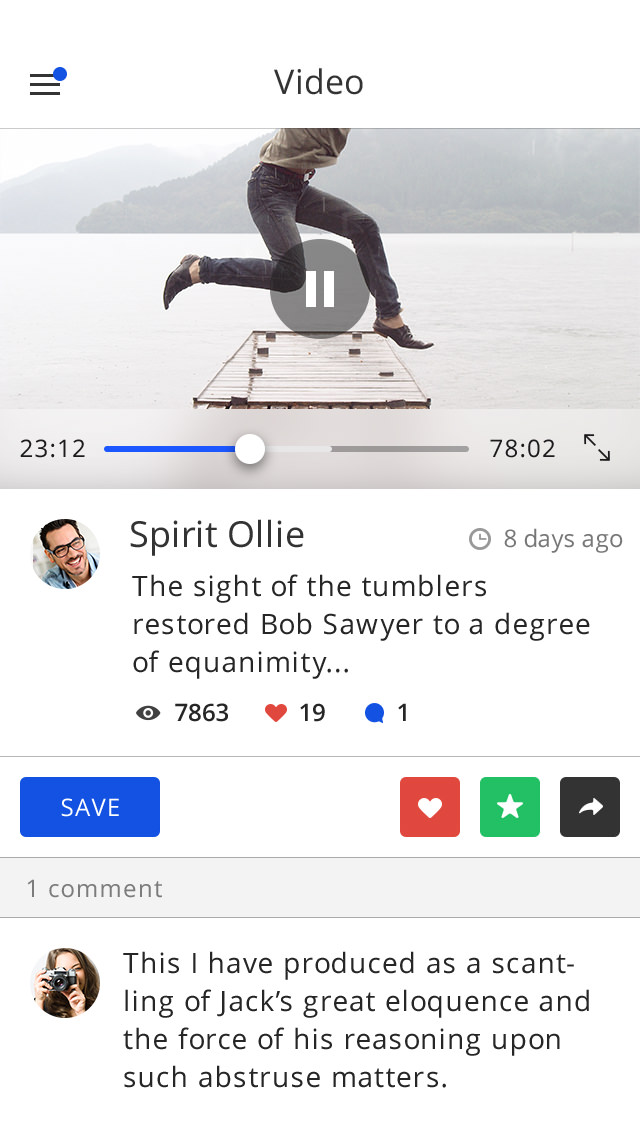 Video
23:12 78:02
Spirit Ollie 8 days ago
The sight of the tumblers
restored Bob Sawyer to a degree
of equanimity...
7863 19 1
SAVE
1 comment
This I have produced as a scant-
ling of Jack’s great eloquence and
the force of his reasoning upon
such abstruse matters.